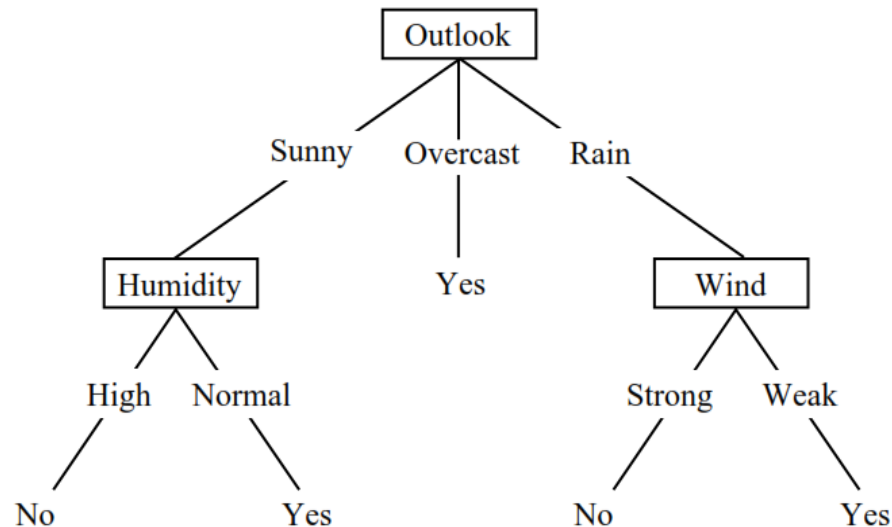 Outlook
Sunny Overcast Rain
Humidity Yes Wind
High Normal Strong Weak
No Yes No Yes